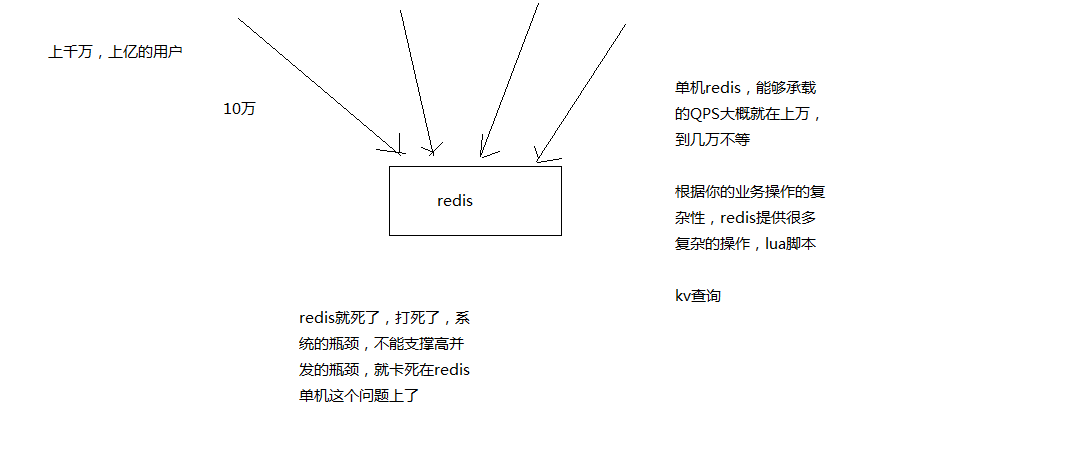 上千万，上亿的用户
10万
单机redis，能够承载
的QPS大概就在上万，
到几万不等
redis
根据你的业务操作的复
杂性，redis提供很多
复杂的操作，lua脚本
kv查询
redis就死了，打死了，系
统的瓶颈，不能支撑高并
发的瓶颈，就卡死在redis
单机这个问题上了